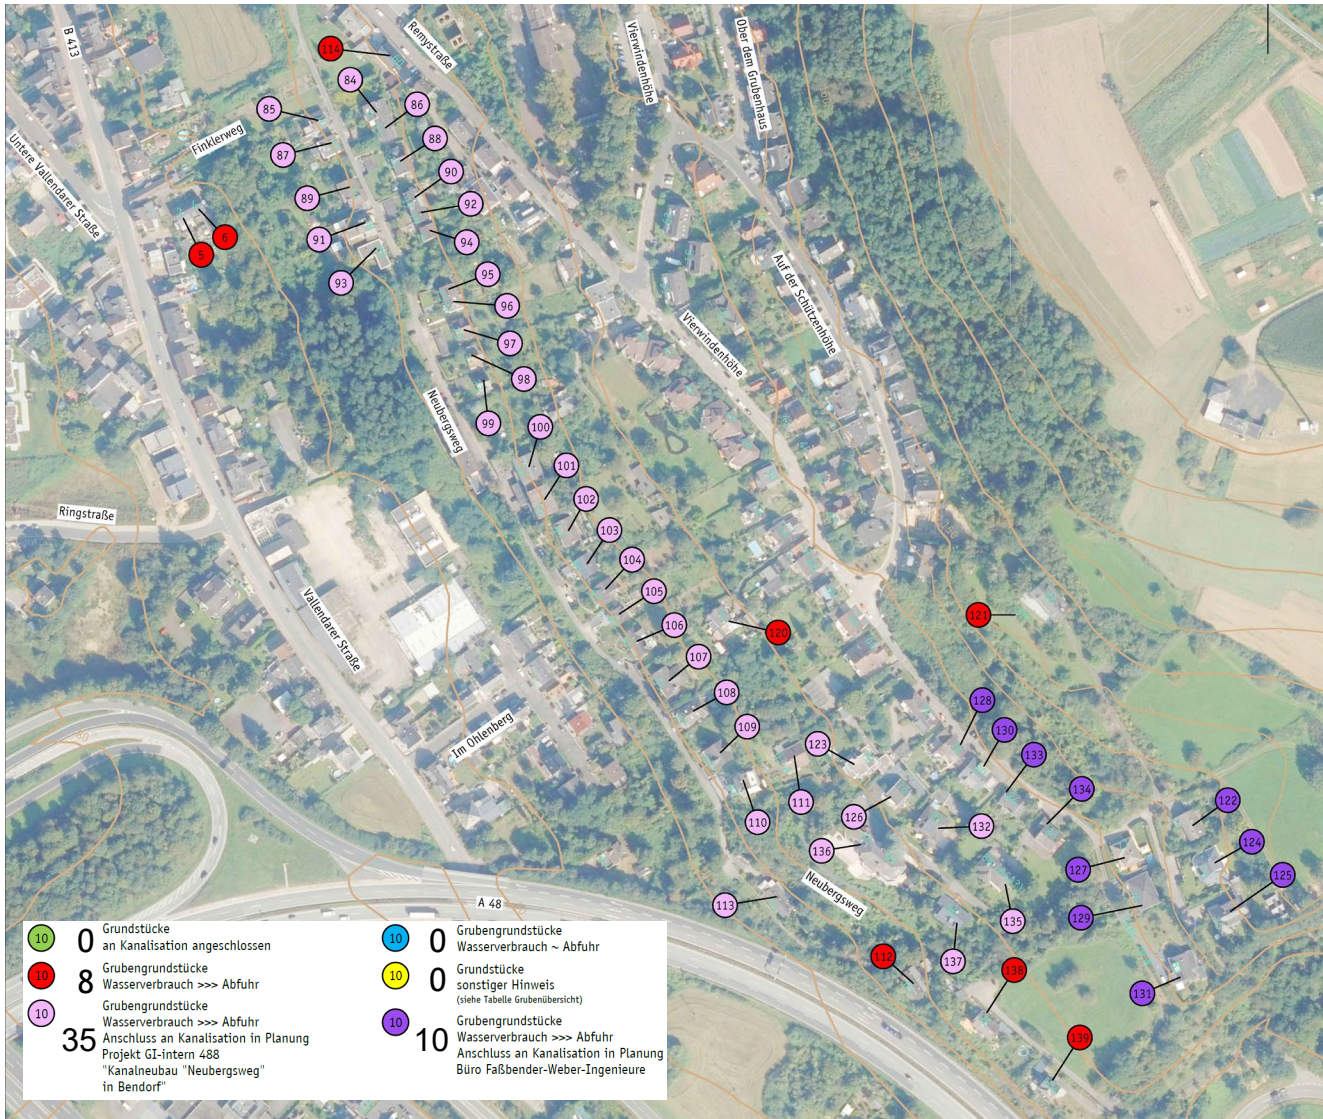 B 413
Remystraße
Vierwindenhöhe
Ober dem Grubenhaus
114
84
85
86
Finklerweg
88
87
Untere Vallendarer Straße
90
89
92
6
91
94
5
93
95
96
Auf der Schützenhöhe
97
Vierwindenhöhe
98
Neubergsweg
99
100
101
102
Ringstraße
103
104
105
Vallendarer Straße
121
106
120
107
108
128
Im Ohlenberg
109
130
123
133
134
111
122
110
126
132
124
136
127
125
Neubergsweg
A 48
113
129
135
112
137
138
131
139
10
0
Grundstücke
an Kanalisation angeschlossen
10
8
Grubengrundstücke
Wasserverbrauch >>> Abfuhr
10
35
Grubengrundstücke
Wasserverbrauch >>> Abfuhr
Anschluss an Kanalisation in Planung
Projekt GI-intern 488
"Kanalneubau "Neubergsweg"
in Bendorf"
10
0
Grubengrundstücke
Wasserverbrauch ~ Abfuhr
10
0
Grundstücke
sonstiger Hinweis
(siehe Tabelle Grubenübersicht)
10
10
Grubengrundstücke
Wasserverbrauch >>> Abfuhr
Anschluss an Kanalisation in Planung
Büro Faßbender-Weber-Ingenieure